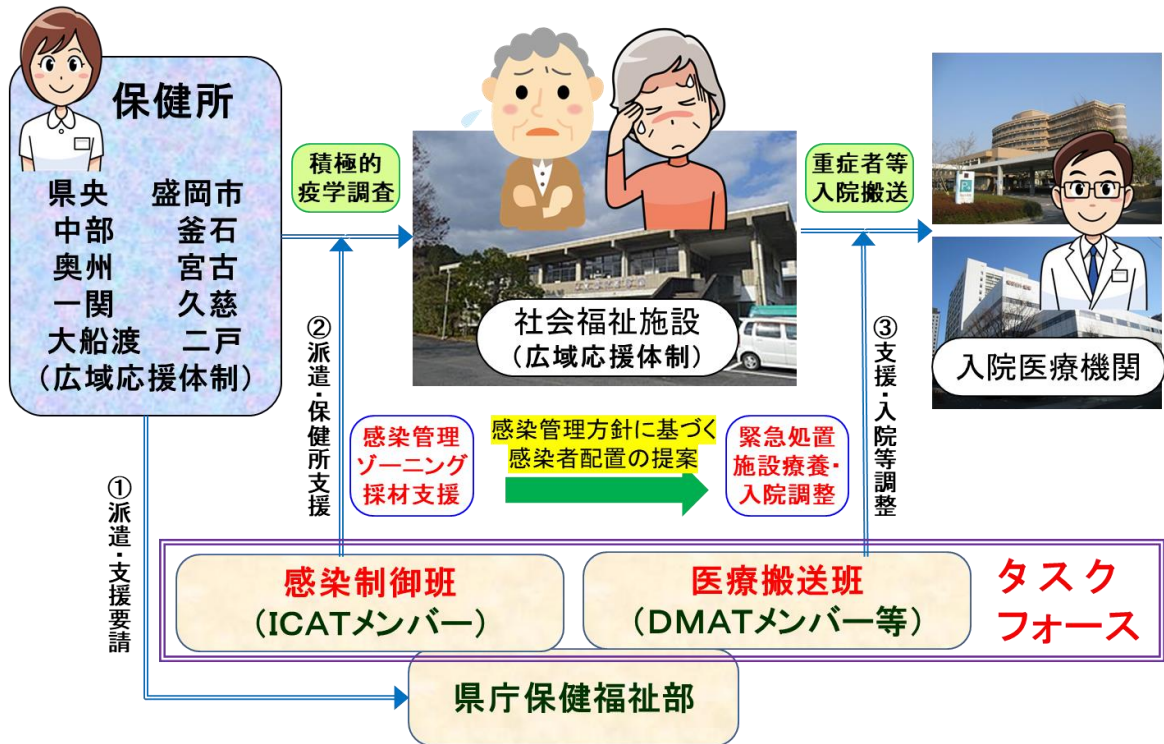 保健所
県央 盛岡市
中部 釜石
奥州 宮古
一関 久慈
大船渡 二戸
（広域応援体制）
積極的
疫学調査
社会福祉施設
（広域応援体制）
重症者等
入院搬送
入院医療機関
①派遣・支援要請
②派遣・保健所支援
感染管理
ゾーニング
採材支援
感染管理方針に基づく
感染者配置の提案
緊急処置
施設療養・
入院調整
③支援・入院等調整
感染制御班
（ICATメンバー）
医療搬送班
（DMATメンバー等）
タスク
フォース
県庁保健福祉部